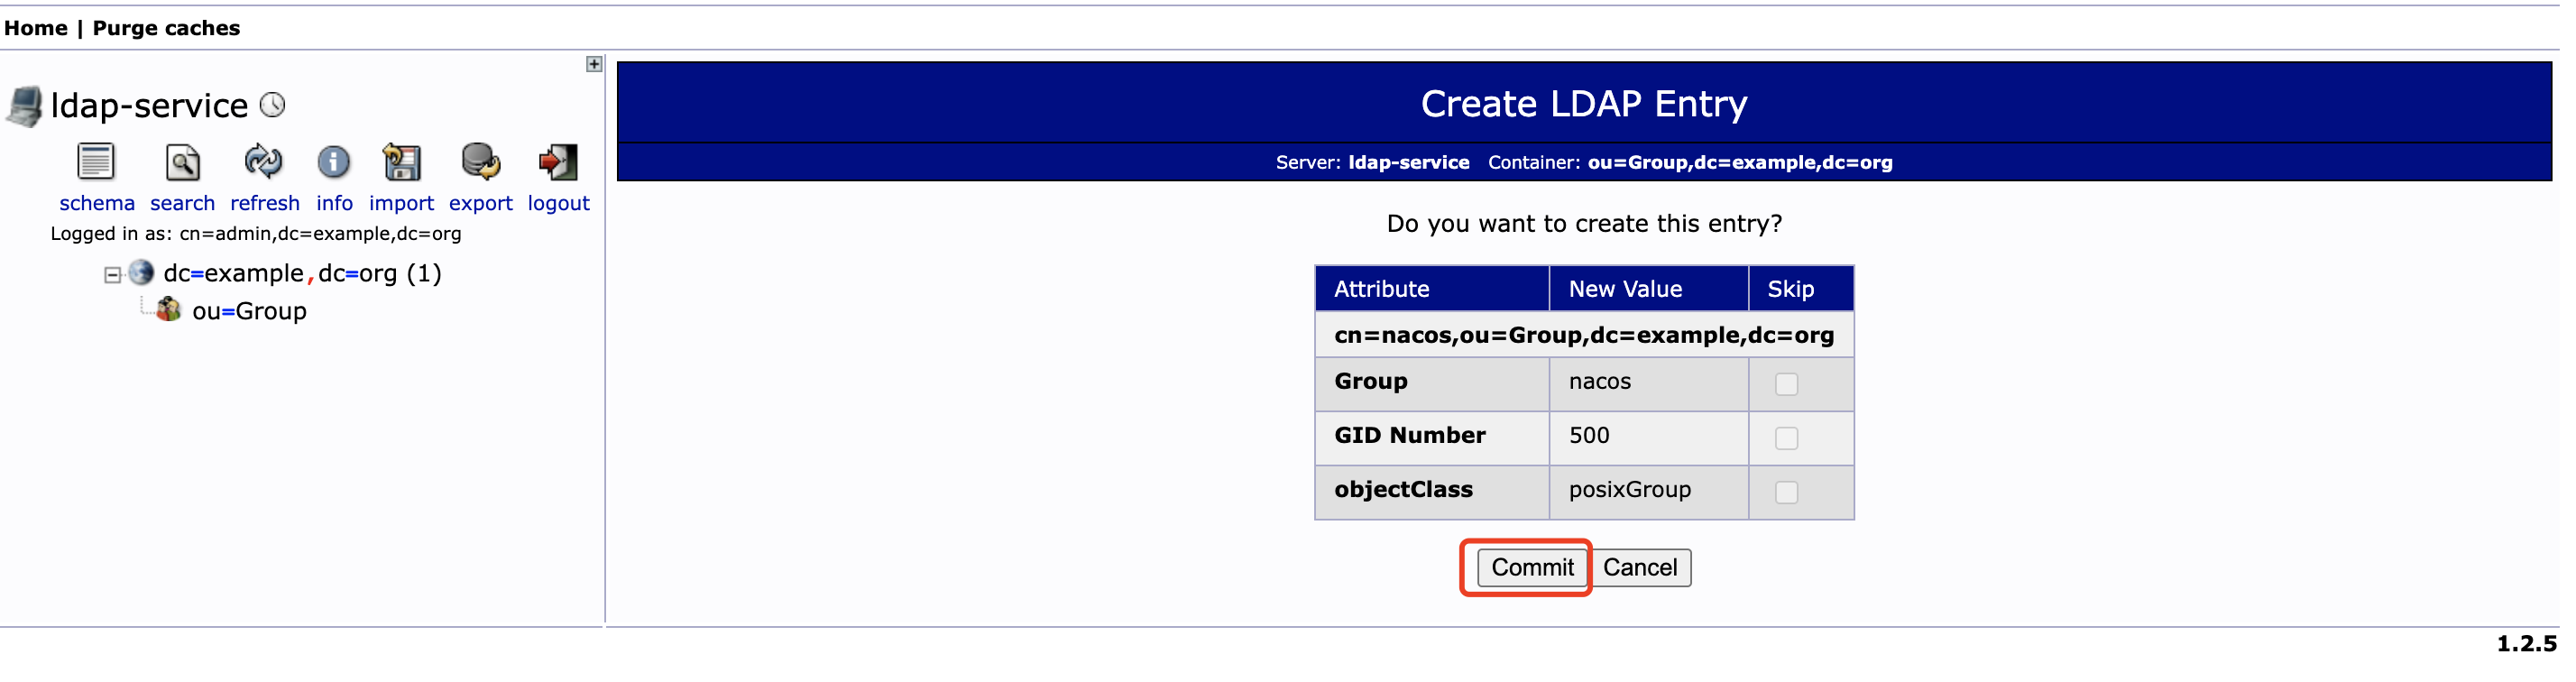 Home | Purge caches
ldap-service
schema search refresh info import export logout
Logged in as: cn=admin,dc=example,dc=org
dc=example,dc=org (1)
ou=Group
Create LDAP Entry
Server: ldap-service Container: ou=Group,dc=example,dc=org
Do you want to create this entry?
Attribute New Value Skip
cn=nacos,ou=Group,dc=example,dc=org
Group nacos
GID Number 500
objectClass posixGroup
Commit Cancel
1.2.5